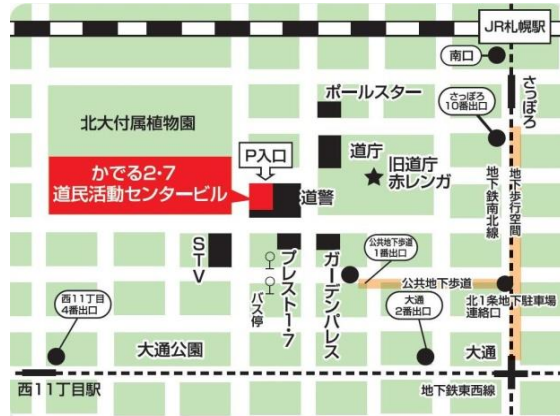 JR札幌駅
南口
さっぽろ
ポールスター
さっぽろ
10番出口
北大付属植物園
P入口
道庁
旧道庁
赤レンガ
かでる2・7
道民活動センタービル
道警
地下鉄南北線
地下歩行空間
STV
プレスト1・7
ガーデンパレス
公共地下歩道
1番出口
バス停
公共地下歩道
北1条地下駐車場
連絡口
西11丁目
4番出口
大通
2番出口
大通公園
大通
西11丁目駅
地下鉄東西線